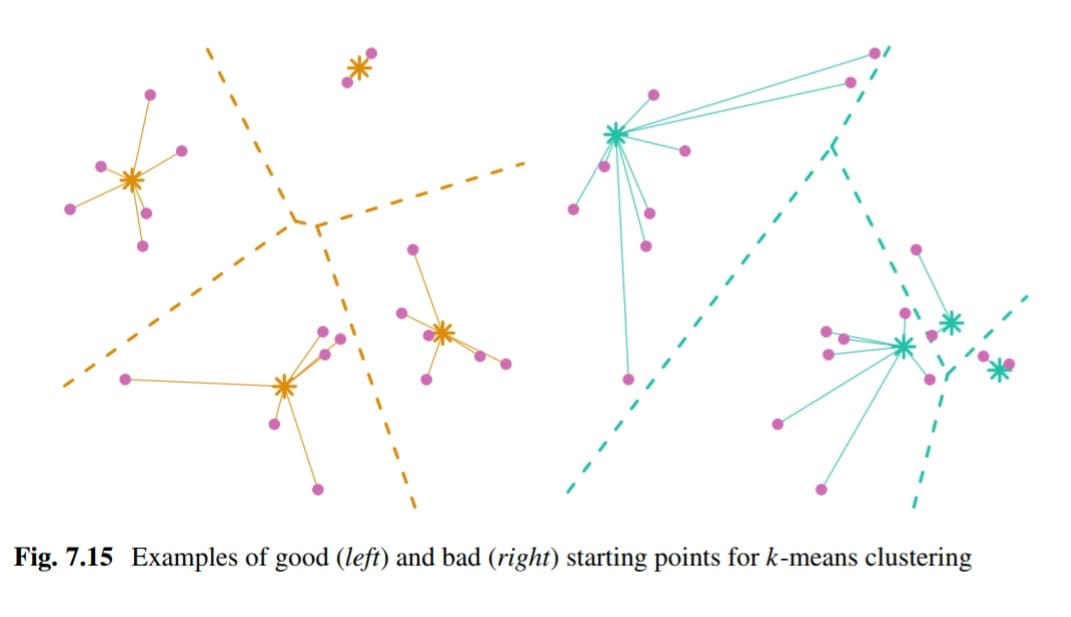 Fig. 7.15 Examples of good (left) and bad (right) starting points for k-means clustering